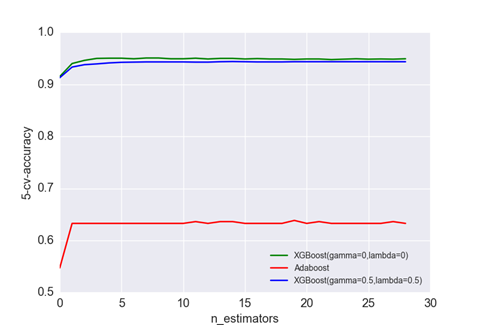 1.0
0.9
0.8
0.7
0.6
0.5
5-cv-accuracy
XGBoost(gamma=0,lambda=0)
Adaboost
XGBoost(gamma=0.5,lambda=0.5)
0 5 10 15 20 25 30
n_estimators